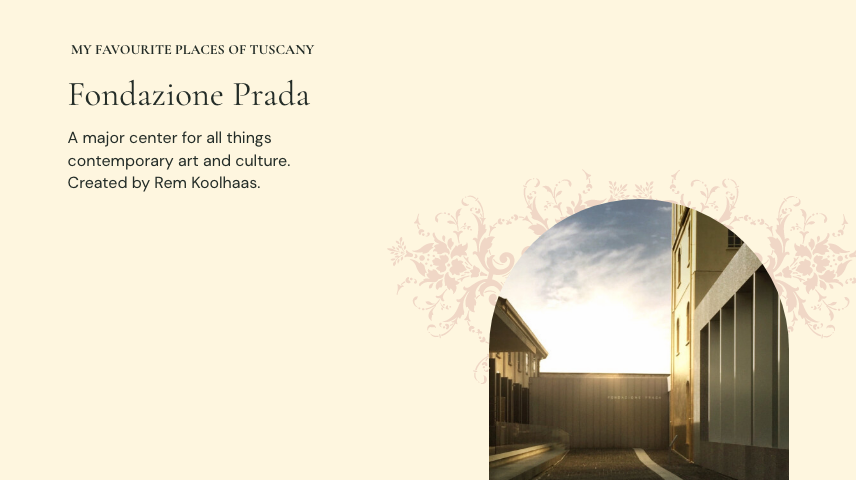 MY FAVOURITE PLACES OF TUSCANY
Fondazione Prada
A major center for all things
contemporary art and culture.
Created by Rem Koolhaas.